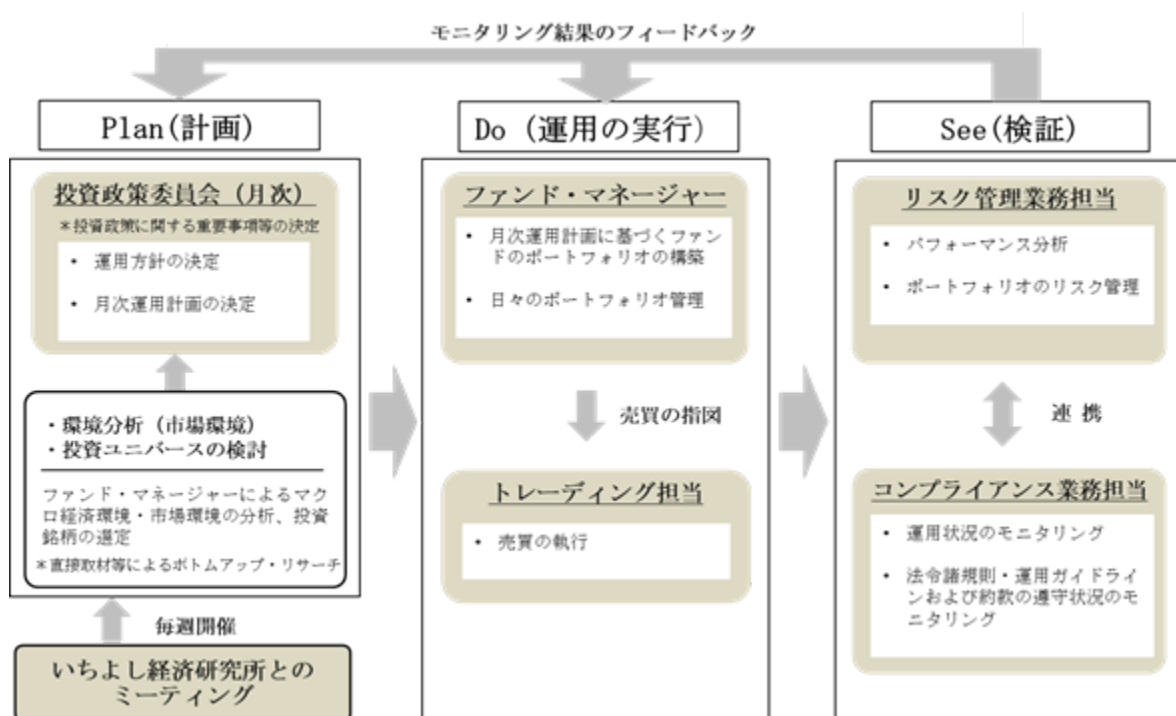 モニタリング結果のフィードバック
Plan(計画)
投資政策委員会（月次）
＊投資政策に関する重要事項等の決定
・ 運用方針の決定
・ 月次運用計画の決定
・環境分析（市場環境）
・投資ユニバースの検討
ファンド・マネージャーによるマク
ロ経済環境・市場環境の分析、投資
銘柄の選定
＊直接取材等によるボトムアップ・リサーチ
毎週開催
いちよし経済研究所との
ミーティング
Do（運用の実行）
ファンド・マネージャー
・ 月次運用計画に基づくファン
ドのポートフォリオの構築
・ 日々のポートフォリオ管理
売買の指図
トレーディング担当
・ 売買の執行
See(検証)
リスク管理業務担当
・ パフォーマンス分析
・ ポートフォリオのリスク管理
連 携
コンプライアンス業務担当
・ 運用状況のモニタリング
・ 法令諸規則・運用ガイドライ
ンおよび約款の遵守状況のモ
ニタリング